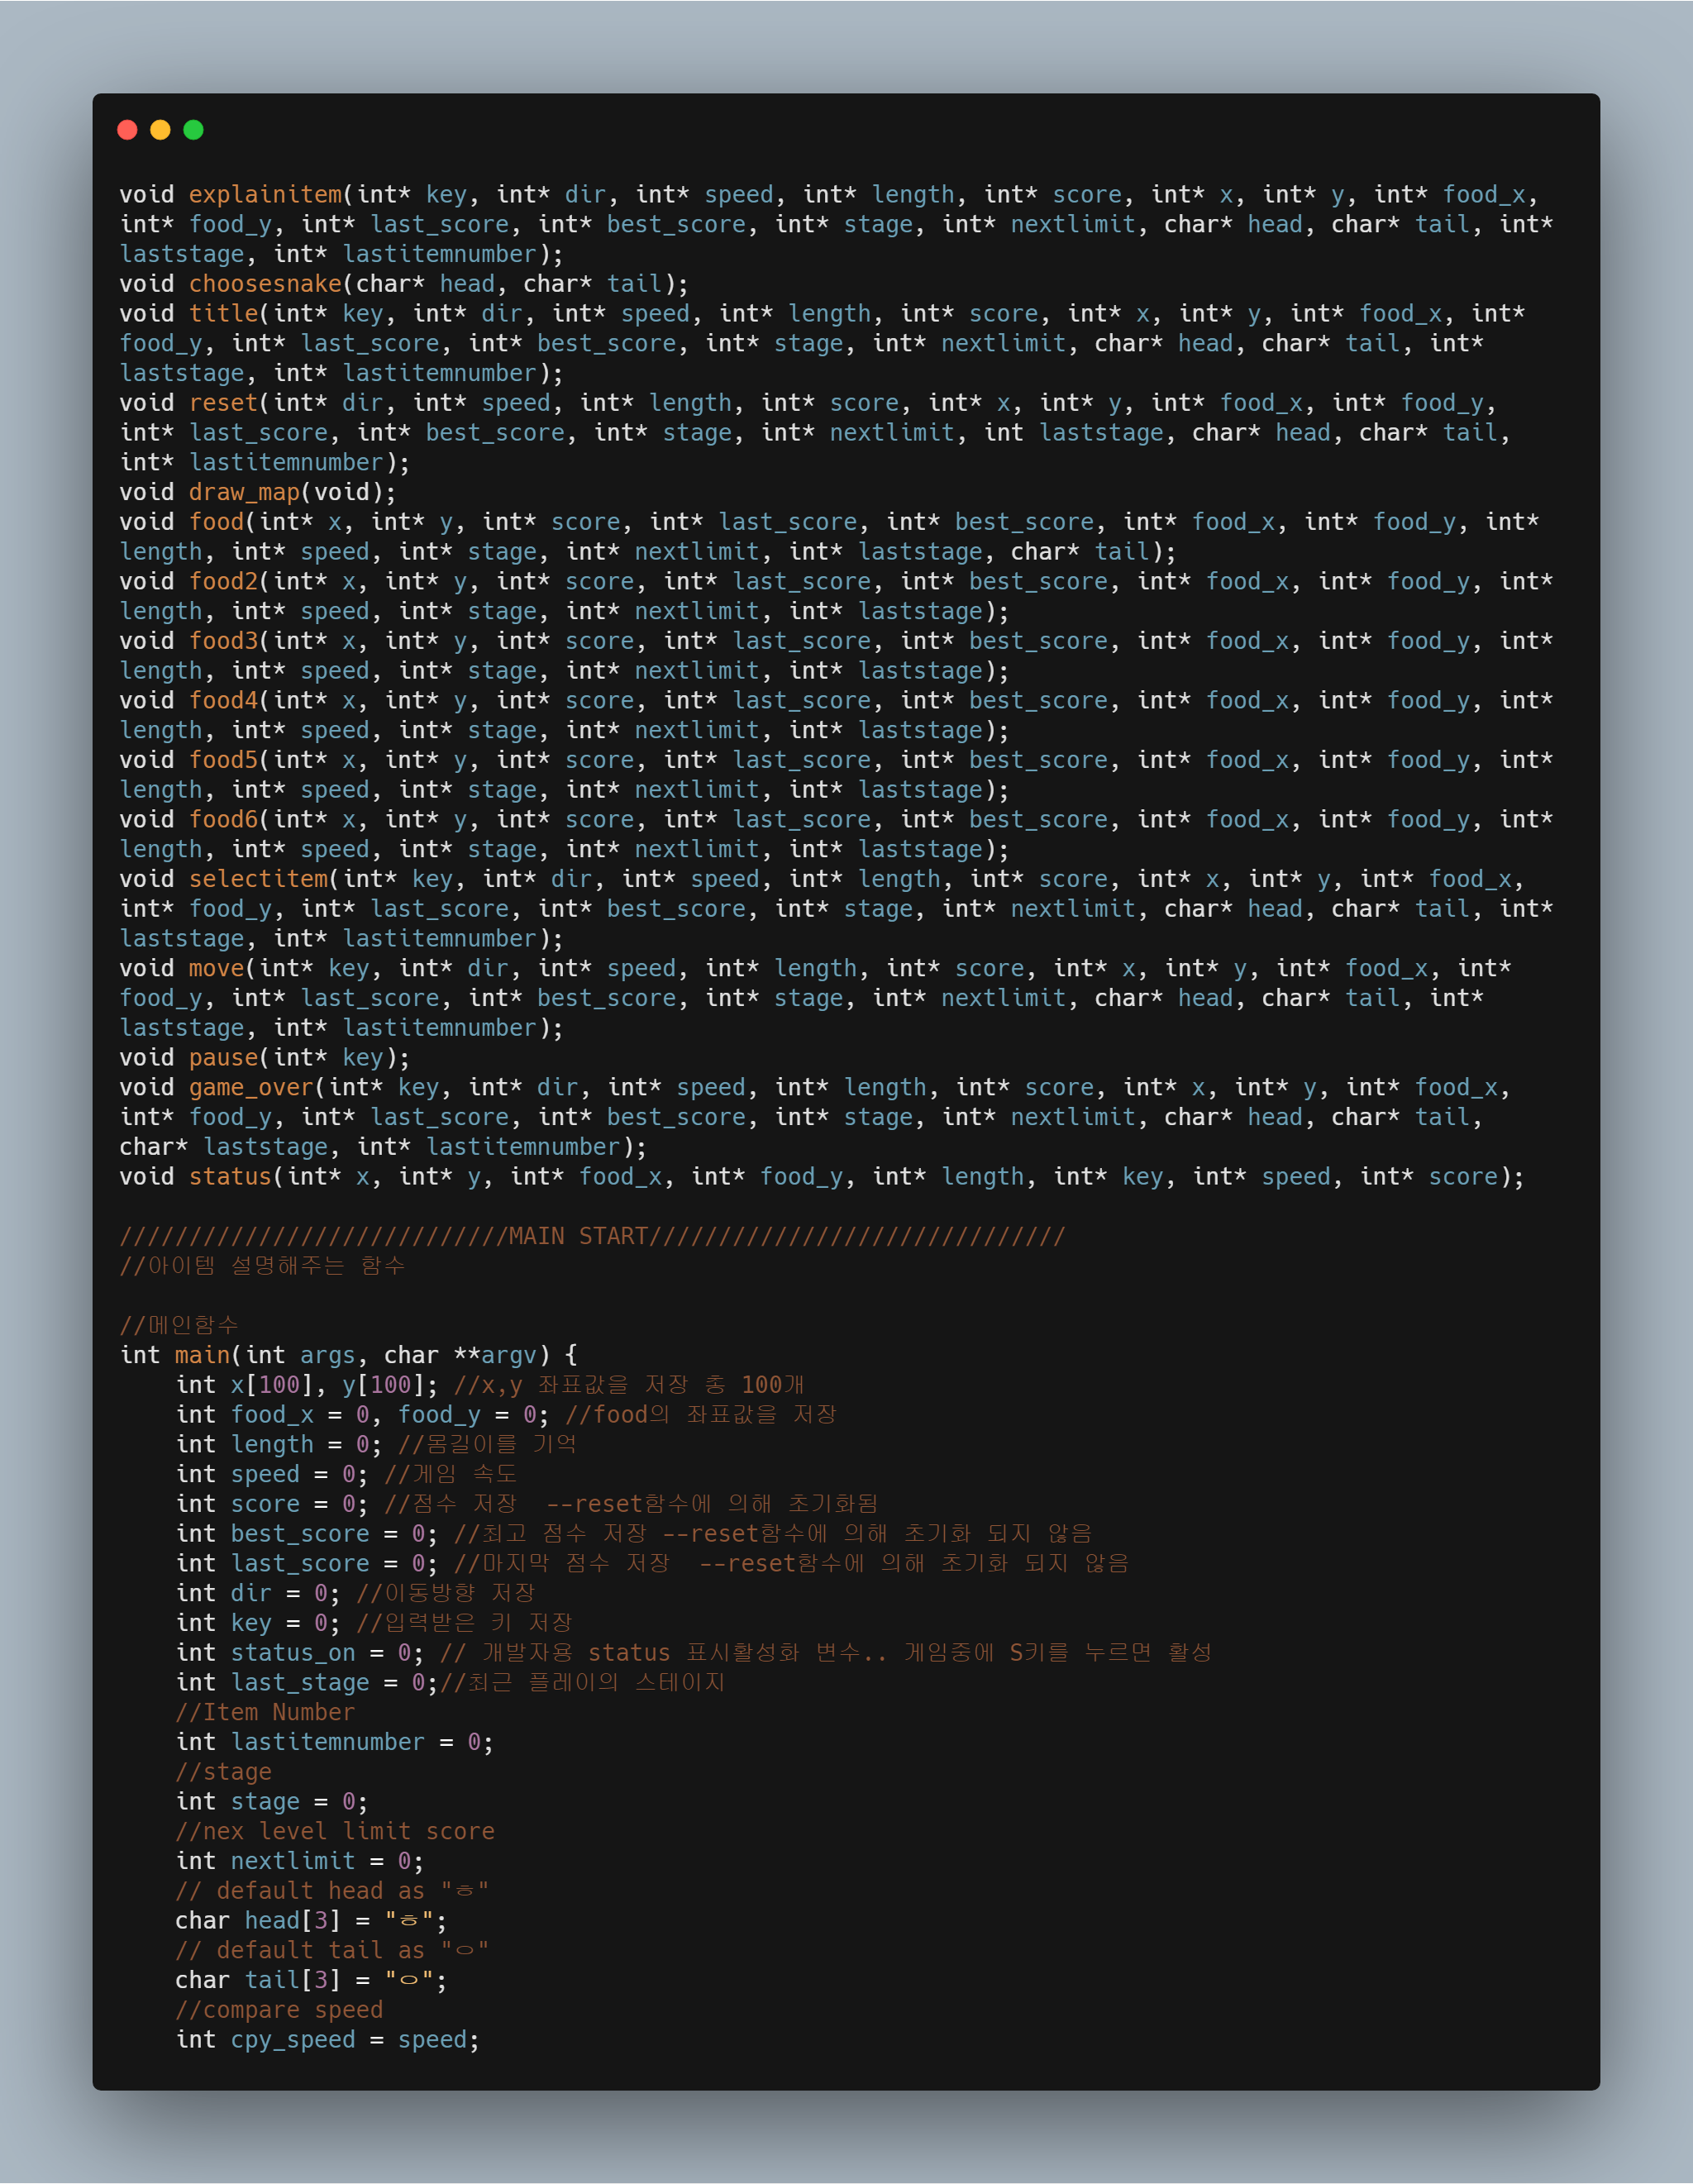 void explainitem(int* key, int* dir, int* speed, int* length, int* score, int* x, int* y, int* food_x,
int* food_y, int* last_score, int* best_score, int* stage, int* nextlimit, char* head, char* tail, int*
laststage, int* lastitemnumber);
void choosesnake(char* head, char* tail);
void title(int* key, int* dir, int* speed, int* length, int* score, int* x, int* y, int* food_x, int*
food_y, int* last_score, int* best_score, int* stage, int* nextlimit, char* head, char* tail, int*
laststage, int* lastitemnumber);
void reset(int* dir, int* speed, int* length, int* score, int* x, int* y, int* food_x, int* food_y,
int* last_score, int* best_score, int* stage, int* nextlimit, int laststage, char* head, char* tail,
int* lastitemnumber);
void draw_map(void);
void food(int* x, int* y, int* score, int* last_score, int* best_score, int* food_x, int* food_y, int*
length, int* speed, int* stage, int* nextlimit, int* laststage, char* tail);
void food2(int* x, int* y, int* score, int* last_score, int* best_score, int* food_x, int* food_y, int*
length, int* speed, int* stage, int* nextlimit, int* laststage);
void food3(int* x, int* y, int* score, int* last_score, int* best_score, int* food_x, int* food_y, int*
length, int* speed, int* stage, int* nextlimit, int* laststage);
void food4(int* x, int* y, int* score, int* last_score, int* best_score, int* food_x, int* food_y, int*
length, int* speed, int* stage, int* nextlimit, int* laststage);
void food5(int* x, int* y, int* score, int* last_score, int* best_score, int* food_x, int* food_y, int*
length, int* speed, int* stage, int* nextlimit, int* laststage);
void food6(int* x, int* y, int* score, int* last_score, int* best_score, int* food_x, int* food_y, int*
length, int* speed, int* stage, int* nextlimit, int* laststage);
void selectitem(int* key, int* dir, int* speed, int* length, int* score, int* x, int* y, int* food_x,
int* food_y, int* last_score, int* best_score, int* stage, int* nextlimit, char* head, char* tail, int*
laststage, int* lastitemnumber);
void move(int* key, int* dir, int* speed, int* length, int* score, int* x, int* y, int* food_x, int*
food_y, int* last_score, int* best_score, int* stage, int* nextlimit, char* head, char* tail, int*
laststage, int* lastitemnumber);
void pause(int* key);
void game_over(int* key, int* dir, int* speed, int* length, int* score, int* x, int* y, int* food_x,
int* food_y, int* last_score, int* best_score, int* stage, int* nextlimit, char* head, char* tail,
char* laststage, int* lastitemnumber);
void status(int* x, int* y, int* food_x, int* food_y, int* length, int* key, int* speed, int* score);

////////////////////////////MAIN START//////////////////////////////
//아이템 설명해주는 함수

//메인함수
int main(int args, char **argv) {
    int x[100], y[100]; //x,y 좌표값을 저장 총 100개
    int food_x = 0, food_y = 0; //food의 좌표값을 저장
    int length = 0; //몸길이를 기억
    int speed = 0; //게임 속도
    int score = 0; //점수 저장  --reset함수에 의해 초기화됨
    int best_score = 0; //최고 점수 저장 --reset함수에 의해 초기화 되지 않음
    int last_score = 0; //마지막 점수 저장  --reset함수에 의해 초기화 되지 않음
    int dir = 0; //이동방향 저장
    int key = 0; //입력받은 키 저장
    int status_on = 0; // 개발자용 status 표시활성화 변수.. 게임중에 S키를 누르면 활성
    int last_stage = 0;//최근 플레이의 스테이지
    //Item Number
    int lastitemnumber = 0;
    //stage
    int stage = 0;
    //nex level limit score
    int nextlimit = 0;
    // default head as "ㅎ"
    char head[3] = "ㅎ";
    // default tail as "ㅇ"
    char tail[3] = "ㅇ";
    //compare speed
    int cpy_speed = speed;